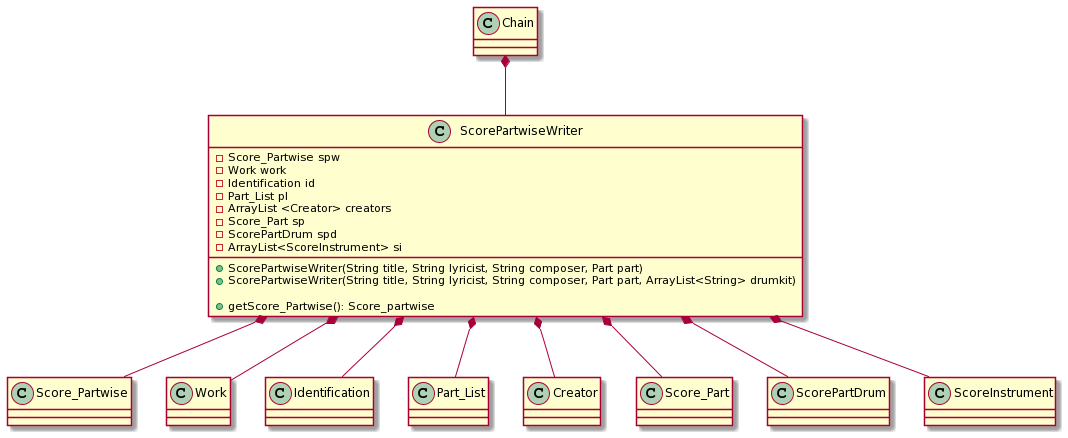 C Chain
C ScorePartwiseWriter
Score_Partwise spw
Work work
Identification id
Part_List pl
ArrayList <Creator> creators
Score_Part sp
ScorePartDrum spd
ArrayList<ScoreInstrument> si
ScorePartwiseWriter(String title, String lyricist, String composer, Part part)
ScorePartwiseWriter(String title, String lyricist, String composer, Part part, ArrayList<String> drumkit)
getScore_Partwise(): Score_partwise
C Score_Partwise C Work C Identification C Part_List C Creator C Score_Part C ScorePartDrum C ScoreInstrument